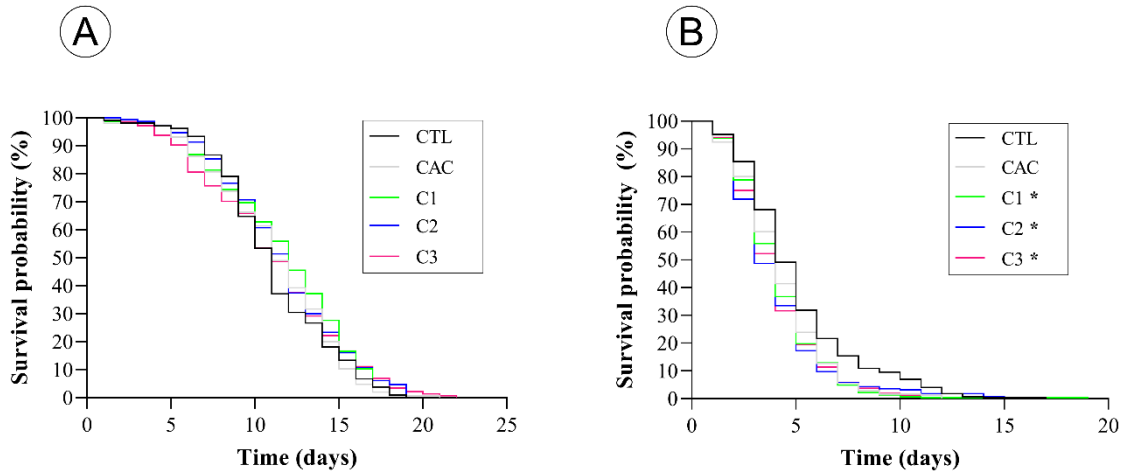 A
B
Survival probability (%)
100
90
80
70
60
50
40
30
20
10
0
0 5 10 15 20 25
Time (days)
CTL
CAC
C1
C2
C3
Survival probability (%)
100
90
80
70
60
50
40
30
20
10
0
0 5 10 15 20
Time (days)
CTL
CAC
C1 *
C2 *
C3 *